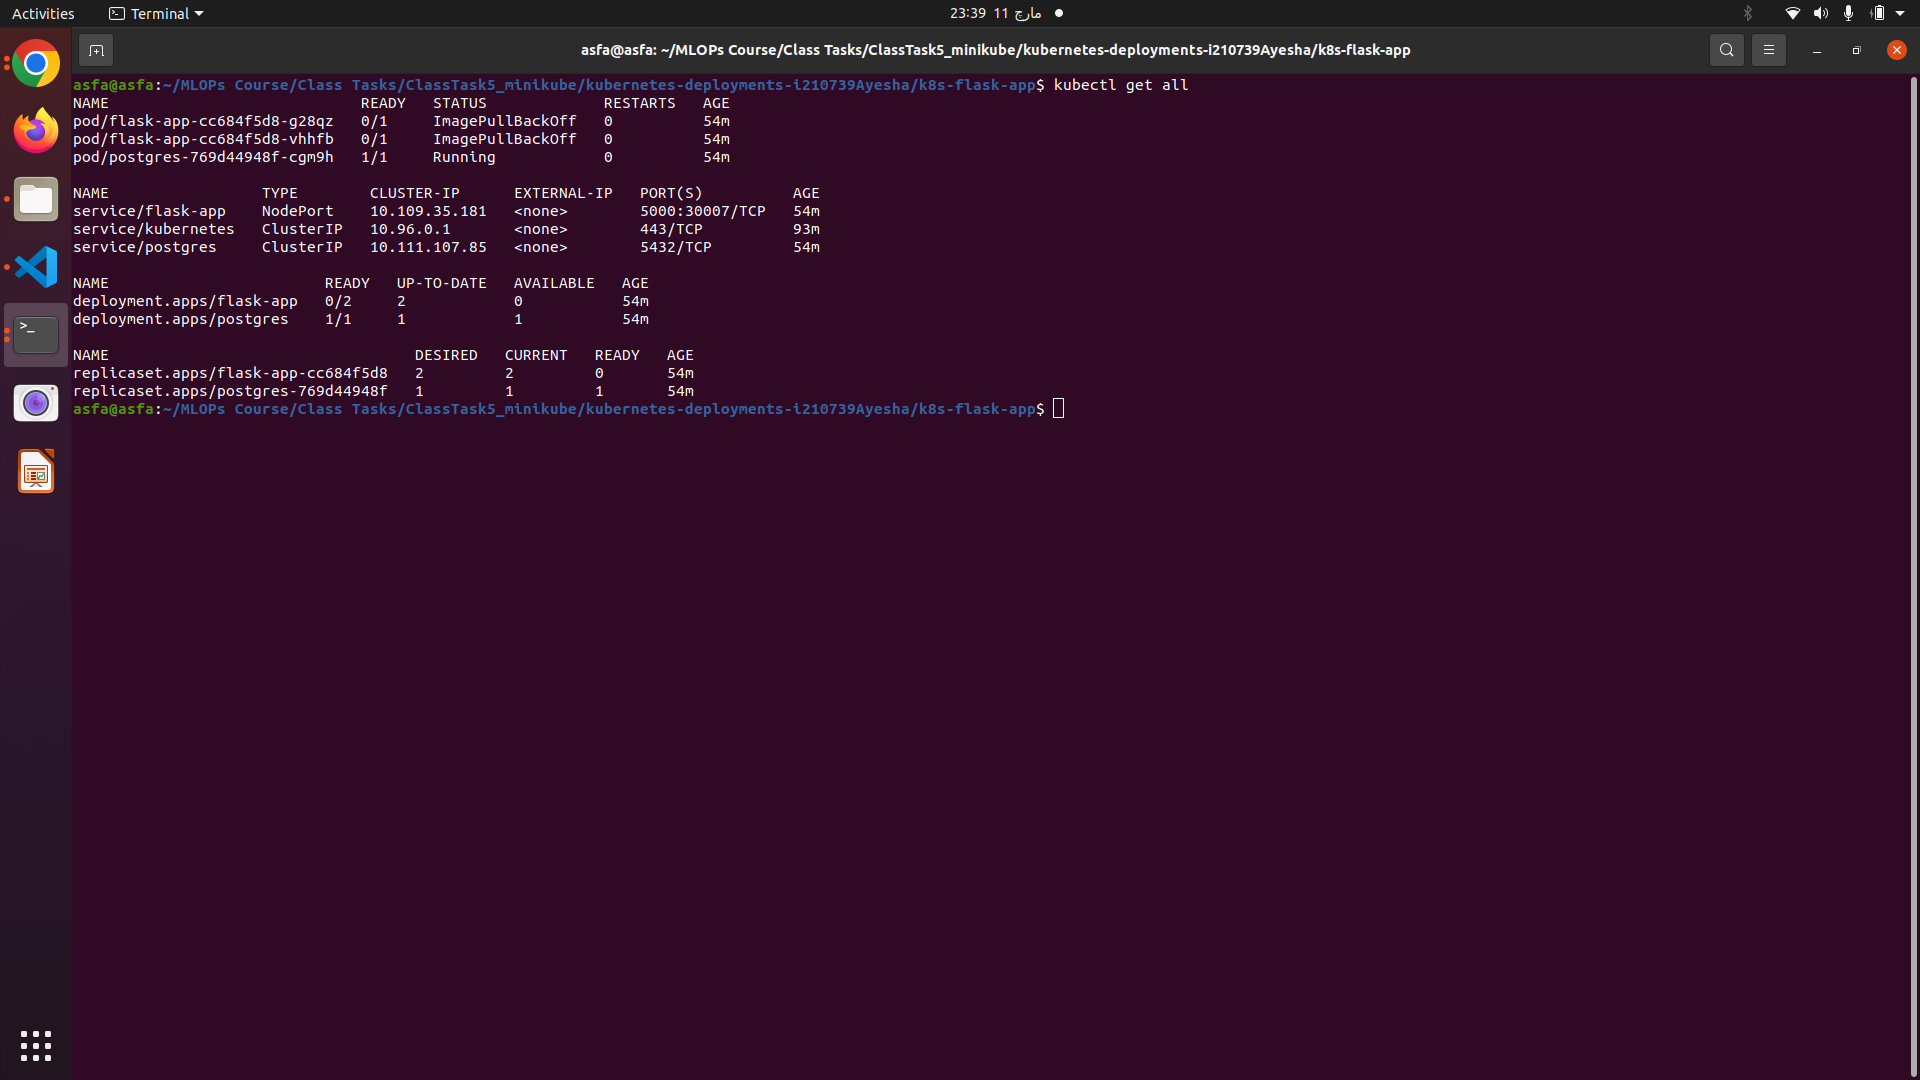 Activities
Terminal
23:39 11 مارچ
asfa@asfa: ~/MLOPs Course/Class Tasks/ClassTask5_minikube/kubernetes-deployments-i210739Ayesha/k8s-flask-app
asfa@asfa:~/MLOPs Course/Class Tasks/ClassTask5_minikube/kubernetes-deployments-i210739Ayesha/k8s-flask-app$ kubectl get all
NAME READY STATUS RESTARTS AGE
pod/flask-app-cc684f5d8-g28qz 0/1 ImagePullBackOff 0 54m
pod/flask-app-cc684f5d8-vhhfb 0/1 ImagePullBackOff 0 54m
pod/postgres-769d44948f-cgm9h 1/1 Running 0 54m
NAME TYPE CLUSTER-IP EXTERNAL-IP PORT(S) AGE
service/flask-app NodePort 10.109.35.181 <none> 5000:30007/TCP 54m
service/kubernetes ClusterIP 10.96.0.1 <none> 443/TCP 93m
service/postgres ClusterIP 10.111.107.85 <none> 5432/TCP 54m
NAME READY UP-TO-DATE AVAILABLE AGE
deployment.apps/flask-app 0/2 2 0 54m
deployment.apps/postgres 1/1 1 1 54m
NAME DESIRED CURRENT READY AGE
replicaset.apps/flask-app-cc684f5d8 2 2 0 54m
replicaset.apps/postgres-769d44948f 1 1 1 54m
asfa@asfa:~/MLOPs Course/Class Tasks/ClassTask5_minikube/kubernetes-deployments-i210739Ayesha/k8s-flask-app$